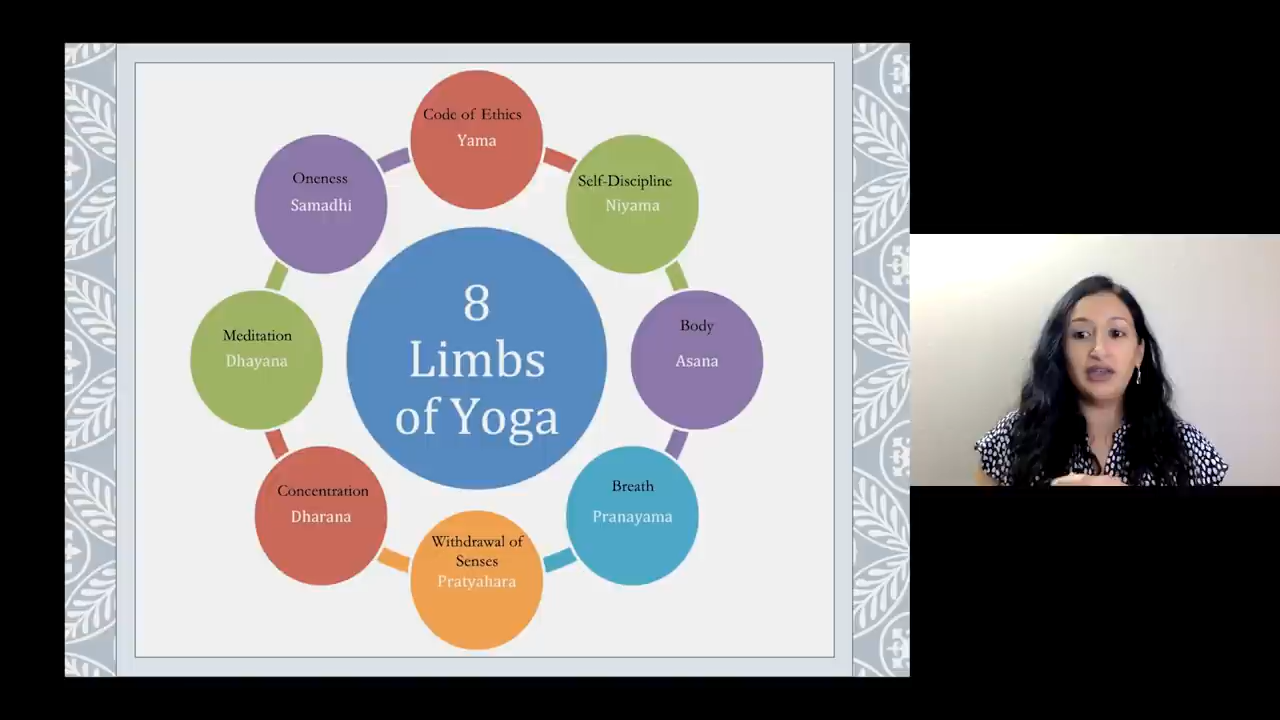 8
Limbs
of Yoga
Code of Ethics
Yama
Self-Discipline
Niyama
Body
Asana
Breath
Pranayama
Withdrawal of
Senses
Pratyahara
Concentration
Dharana
Meditation
Dhayana
Oneness
Samadhi